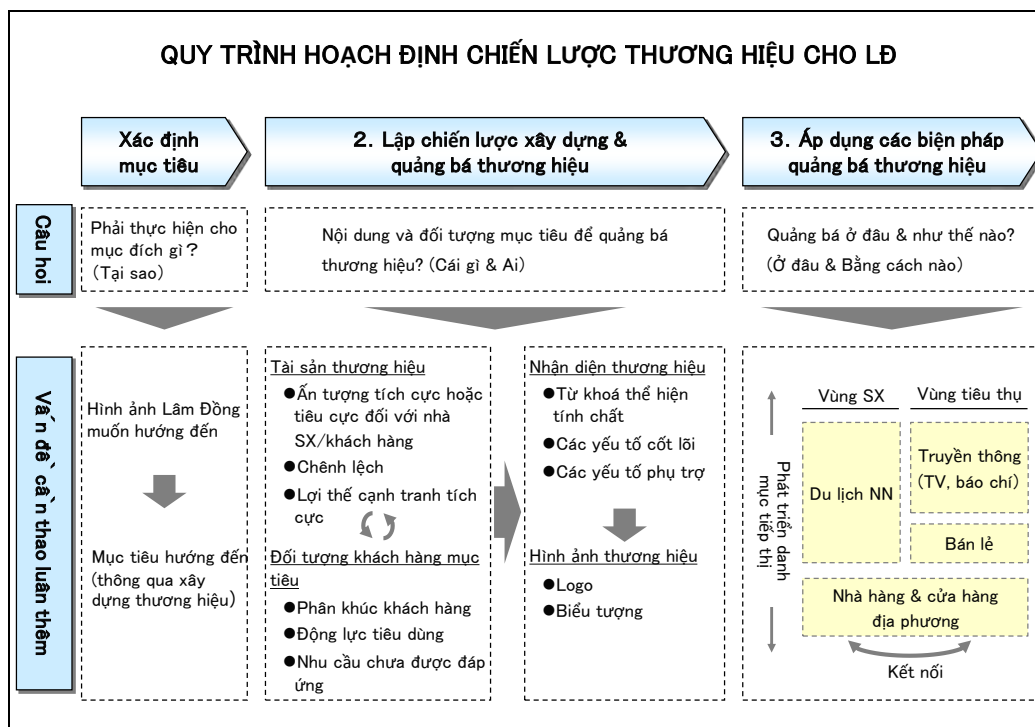 QUY TRÌNH HOẠCH ĐỊNH CHIẾN LƯỢC THƯƠNG HIỆU CHO LĐ
Xác định
mục tiêu
2. Lập chiến lược xây dựng &
quảng bá thương hiệu
3. Áp dụng các biện pháp
quảng bá thương hiệu
Câu hoi
Phải thực hiện cho
mục đích gì?
(Tại sao)
Nội dung và đối tượng mục tiêu để quảng bá
thương hiệu? (Cái gì & Ai)
Quảng bá ở đâu & như thế nào?
(Ở đâu & Bằng cách nào)
Vấn đề cần thao luân thêm
Hình ảnh Lâm Đồng
muốn hướng đến
Mục tiêu hướng đến
(thông qua xây
dựng thương hiệu)
Tài sản thương hiệu
●Ấn tượng tích cực hoặc
tiêu cực đối với nhà
SX/khách hàng
●Chênh lệch
●Lợi thế cạnh tranh tích
cực
Đối tượng khách hàng mục
tiêu
●Phân khúc khách hàng
●Động lực tiêu dùng
●Nhu cầu chưa được đáp
ứng
Nhận diện thương hiệu
●Từ khoá thể hiện
tính chất
●Các yếu tố cốt lõi
●Các yếu tố phụ trợ
Hình ảnh thương hiệu
●Logo
●Biểu tượng
Phát triển danh
mục tiếp thị
Vùng SX
Vùng tiêu thụ
Du lịch NN
Truyền thông
(TV, báo chí)
Bán lẻ
Nhà hàng & cửa hàng
địa phương
Kết nối